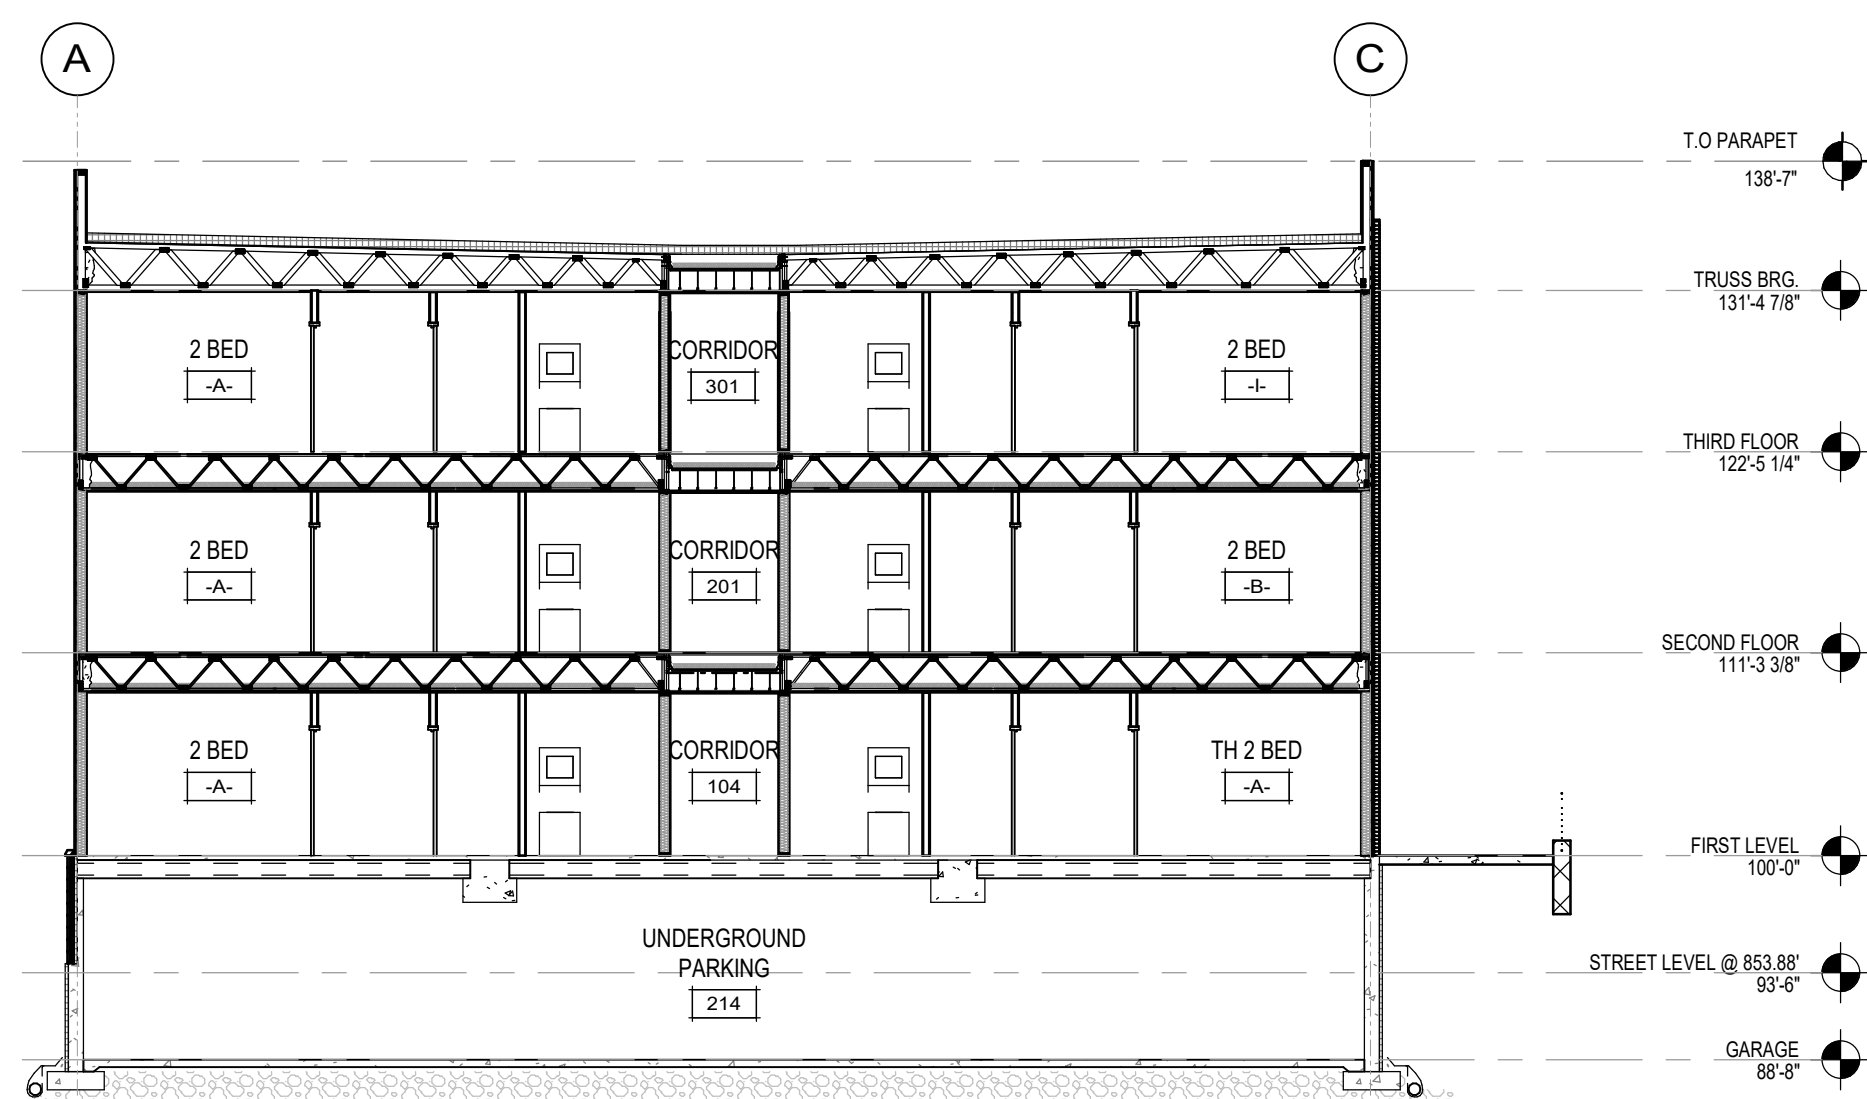 A
C
T.O PARAPET
138'-7"
TRUSS BRG.
131'-4 7/8"
2 BED
-A-
CORRIDOR
301
2 BED
-I-
THIRD FLOOR
122'-5 1/4"
2 BED
-A-
CORRIDOR
201
2 BED
-B-
SECOND FLOOR
111'-3 3/8"
2 BED
-A-
CORRIDOR
104
TH 2 BED
-A-
FIRST LEVEL
100'-0"
UNDERGROUND
PARKING
214
STREET LEVEL @ 853.88'
93'-6"
GARAGE
88'-8"